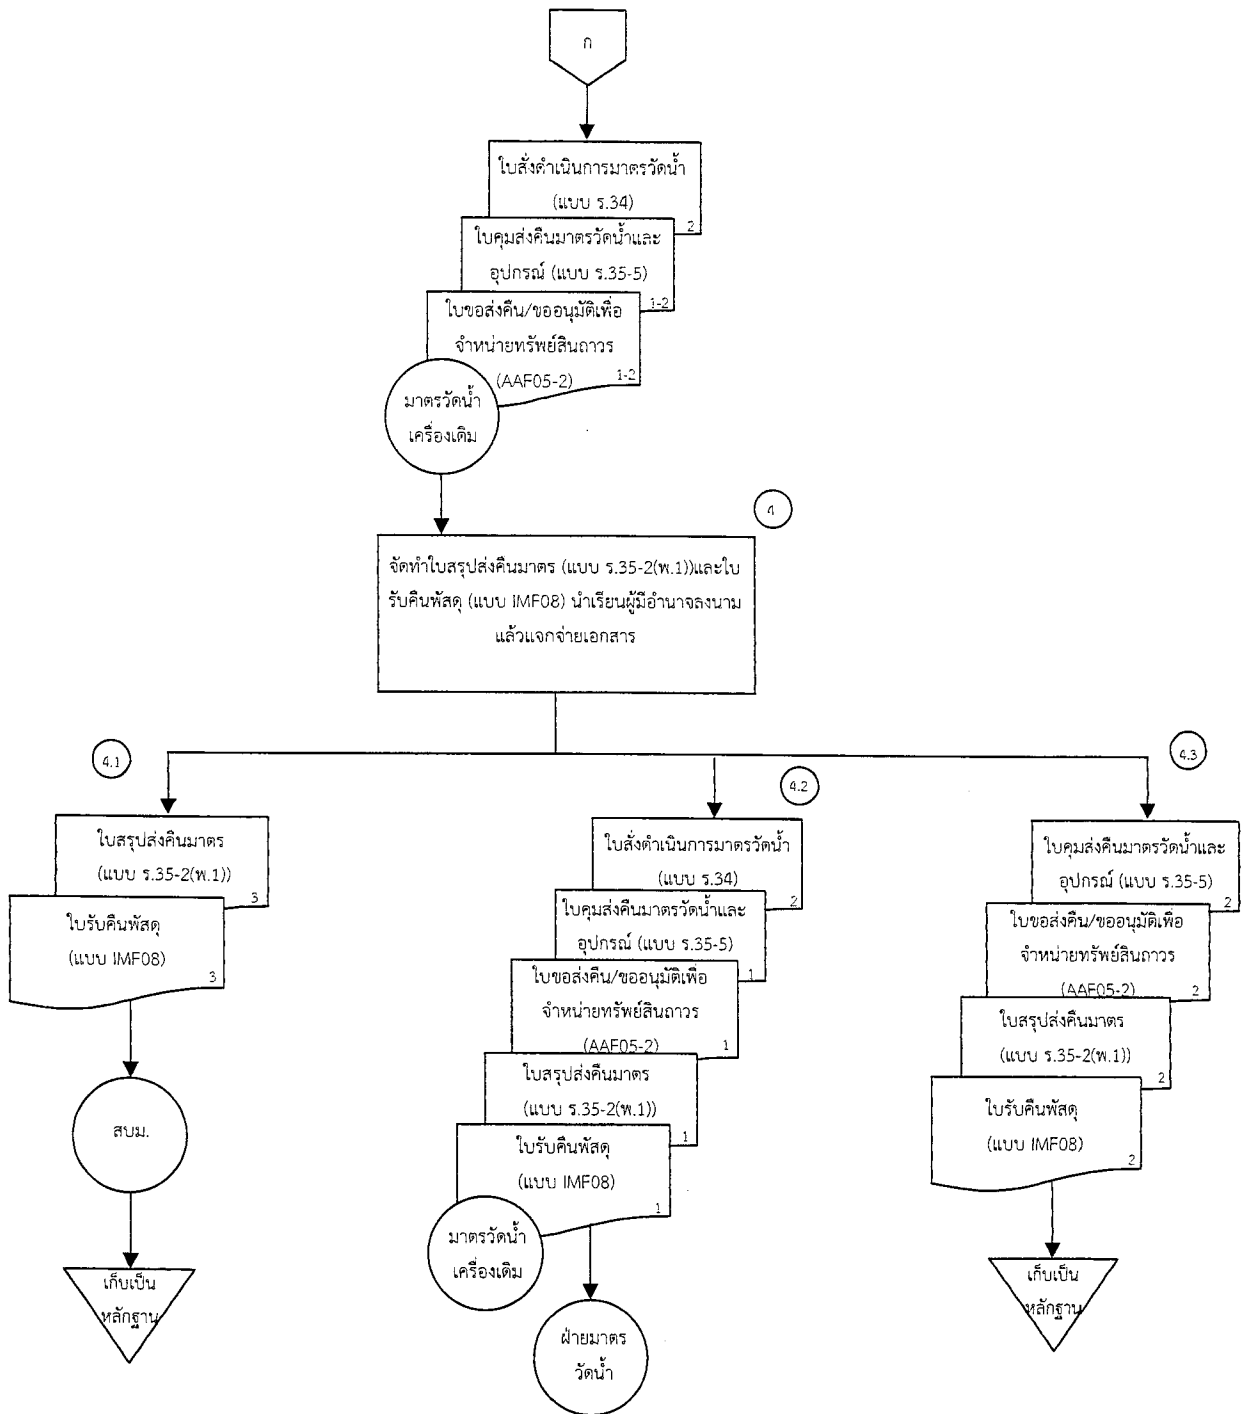 ก
ใบสั่งดำเนินการมาตรวัดน้ำ
(แบบ ร.34)
2
ใบคุมส่งคืนมาตรวัดน้ำและ
อุปกรณ์ (แบบ ร.35-5)
1-2
ใบขอส่งคืน/ขออนุมัติเพื่อ
จำหน่ายทรัพย์สินถาวร
(AAF05-2)
1-2
มาตรวัดน้ำ
เครื่องเดิม
4
จัดทำใบสรุปส่งคืนมาตร (แบบ ร.35-2(พ.1))และใบ
รับคืนพัสดุ (แบบ IMF08) นำเรียนผู้มีอำนาจลงนาม
แล้วแจกจ่ายเอกสาร
4.1
ใบสรุปส่งคืนมาตร
(แบบ ร.35-2(พ.1))
3
ใบรับคืนพัสดุ
(แบบ IMF08)
3
สบม.
เก็บเป็น
หลักฐาน
4.2
ใบสั่งดำเนินการมาตรวัดน้ำ
(แบบ ร.34)
2
ใบคุมส่งคืนมาตรวัดน้ำและ
อุปกรณ์ (แบบ ร.35-5)
1
ใบขอส่งคืน/ขออนุมัติเพื่อ
จำหน่ายทรัพย์สินถาวร
(AAF05-2)
1
ใบสรุปส่งคืนมาตร
(แบบ ร.35-2(พ.1))
1
ใบรับคืนพัสดุ
(แบบ IMF08)
1
มาตรวัดน้ำ
เครื่องเดิม
ฝ่ายมาตร
วัดน้ำ
4.3
ใบคุมส่งคืนมาตรวัดน้ำและ
อุปกรณ์ (แบบ ร.35-5)
2
ใบขอส่งคืน/ขออนุมัติเพื่อ
จำหน่ายทรัพย์สินถาวร
(AAF05-2)
2
ใบสรุปส่งคืนมาตร
(แบบ ร.35-2(พ.1))
2
ใบรับคืนพัสดุ
(แบบ IMF08)
2
เก็บเป็น
หลักฐาน